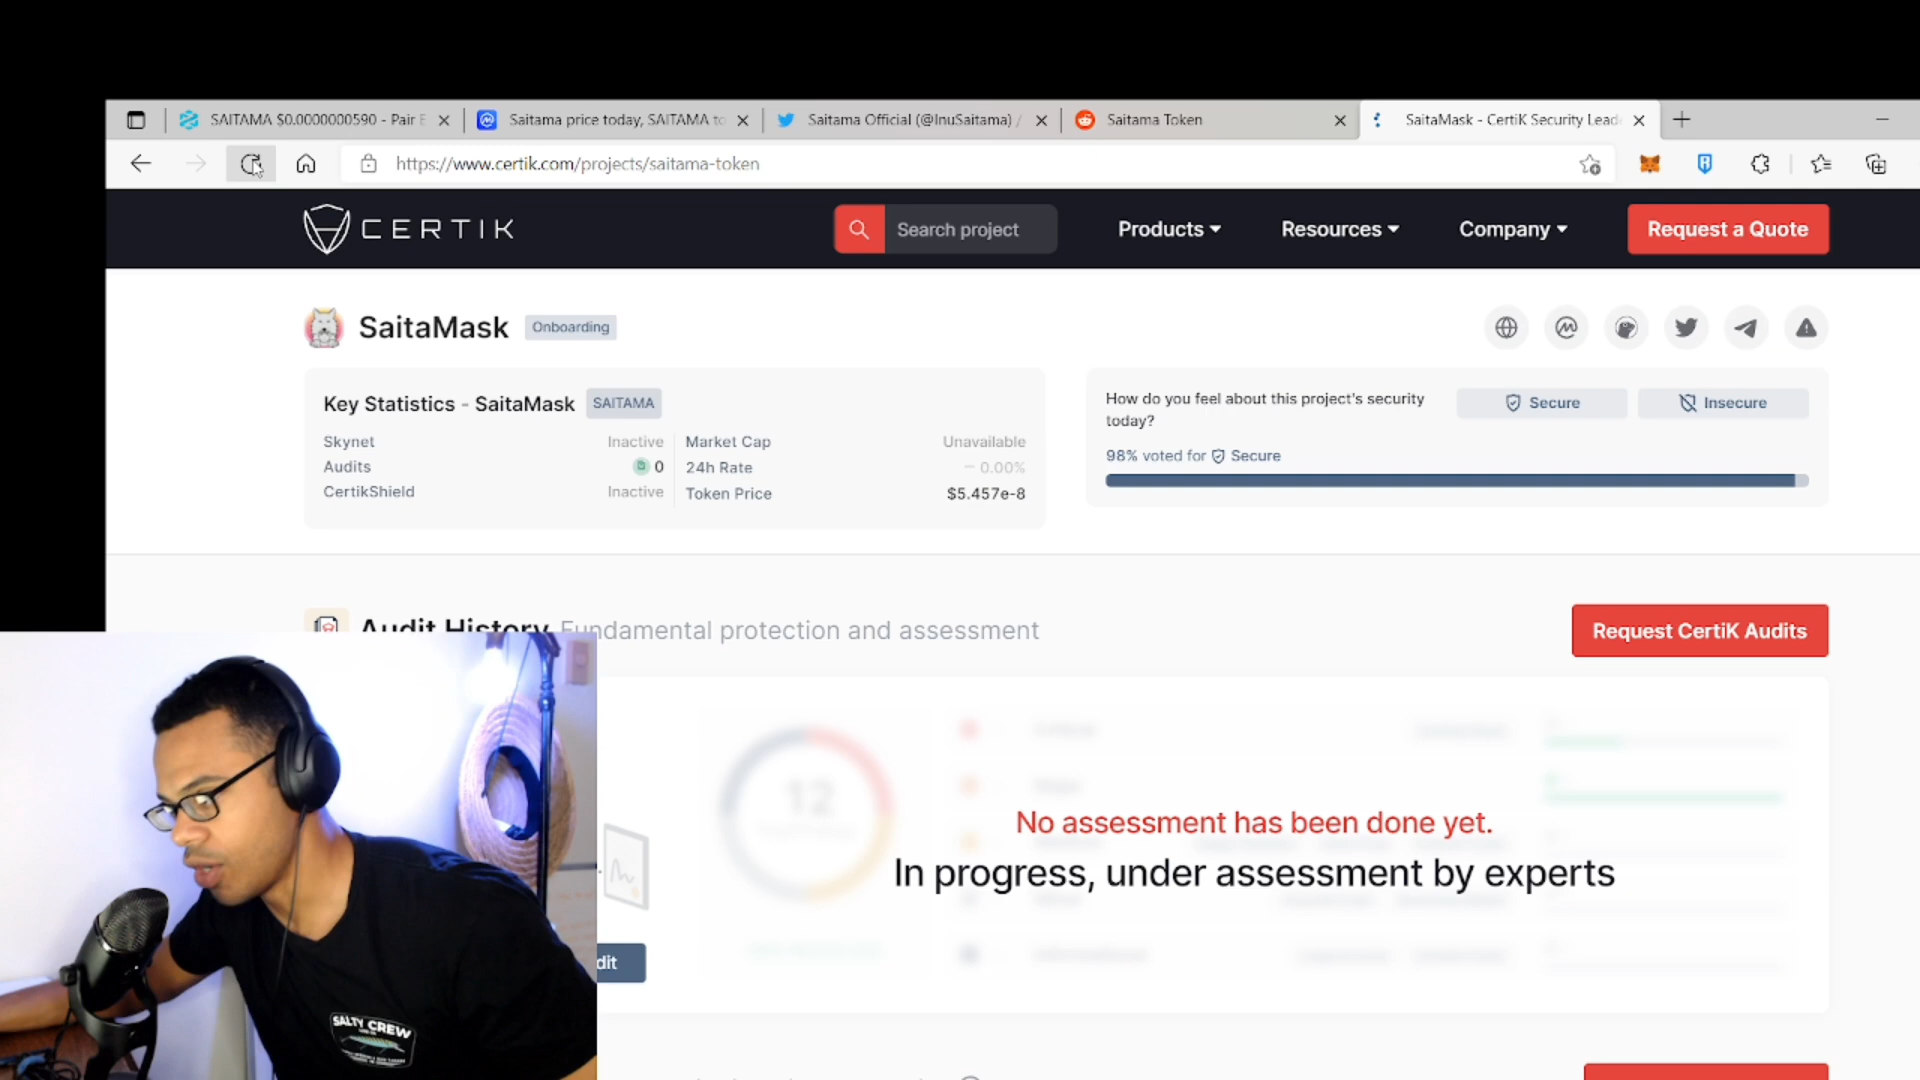 SAITAMA $0.0000000590 - Pair E
Saitama price today, SAITAMA to
Saitama Official (@InuSaitama) /
Saitama Token
SaitaMask - CertiK Security Lead
https://www.certik.com/projects/saitama-token
CERTIK
Search project
Products
Resources
Company
Request a Quote
SaitaMask
Onboarding
Key Statistics - SaitaMask
SAITAMA
Skynet Inactive
Audits 0
CertikShield Inactive
Market Cap Unavailable
24h Rate – 0.00%
Token Price $5.457e-8
How do you feel about this project's security
today?
Secure
Insecure
98% voted for Secure
Audit History Fundamental protection and assessment
Request CertiK Audits
12
No assessment has been done yet.
In progress, under assessment by experts
dit
SALTY CREW